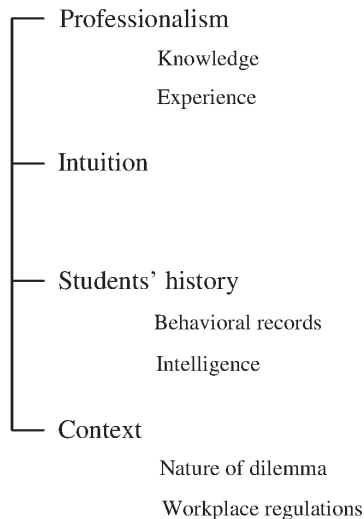 Professionalism
Knowledge
Experience
Intuition
Students’ history
Behavioral records
Intelligence
Context
Nature of dilemma
Workplace regulations